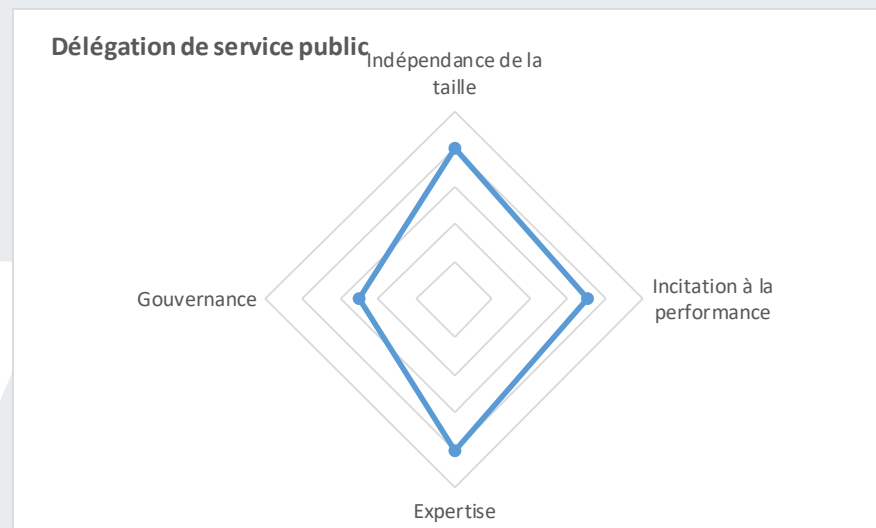 Délégation de service public
Indépendance de la
taille
Incitation à la
performance
Gouvernance
Expertise